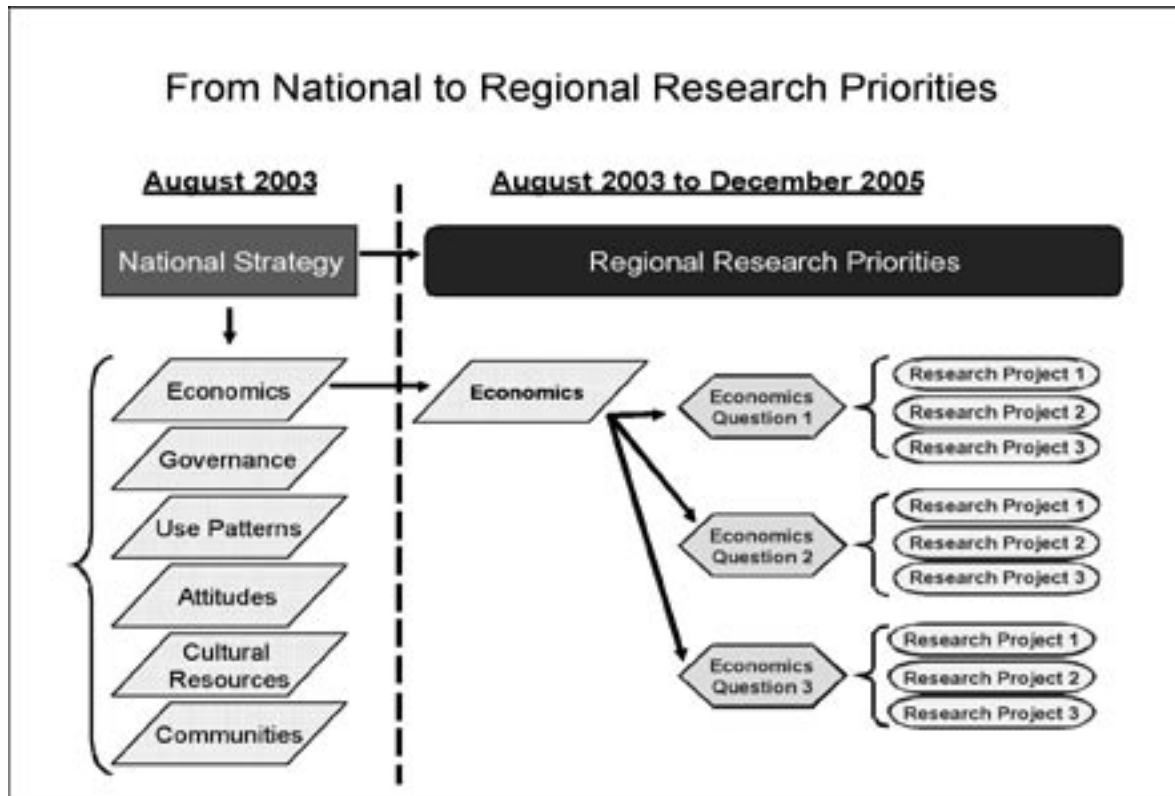 From National to Regional Research Priorities
August 2003
August 2003 to December 2005
National Strategy
Regional Research Priorities
Economics
Governance
Use Patterns
Attitudes
Cultural
Resources
Communities
Economics
Economics
Question 1
Research Project 1
Research Project 2
Research Project 3
Economics
Question 2
Research Project 1
Research Project 2
Research Project 3
Economics
Question 3
Research Project 1
Research Project 2
Research Project 3